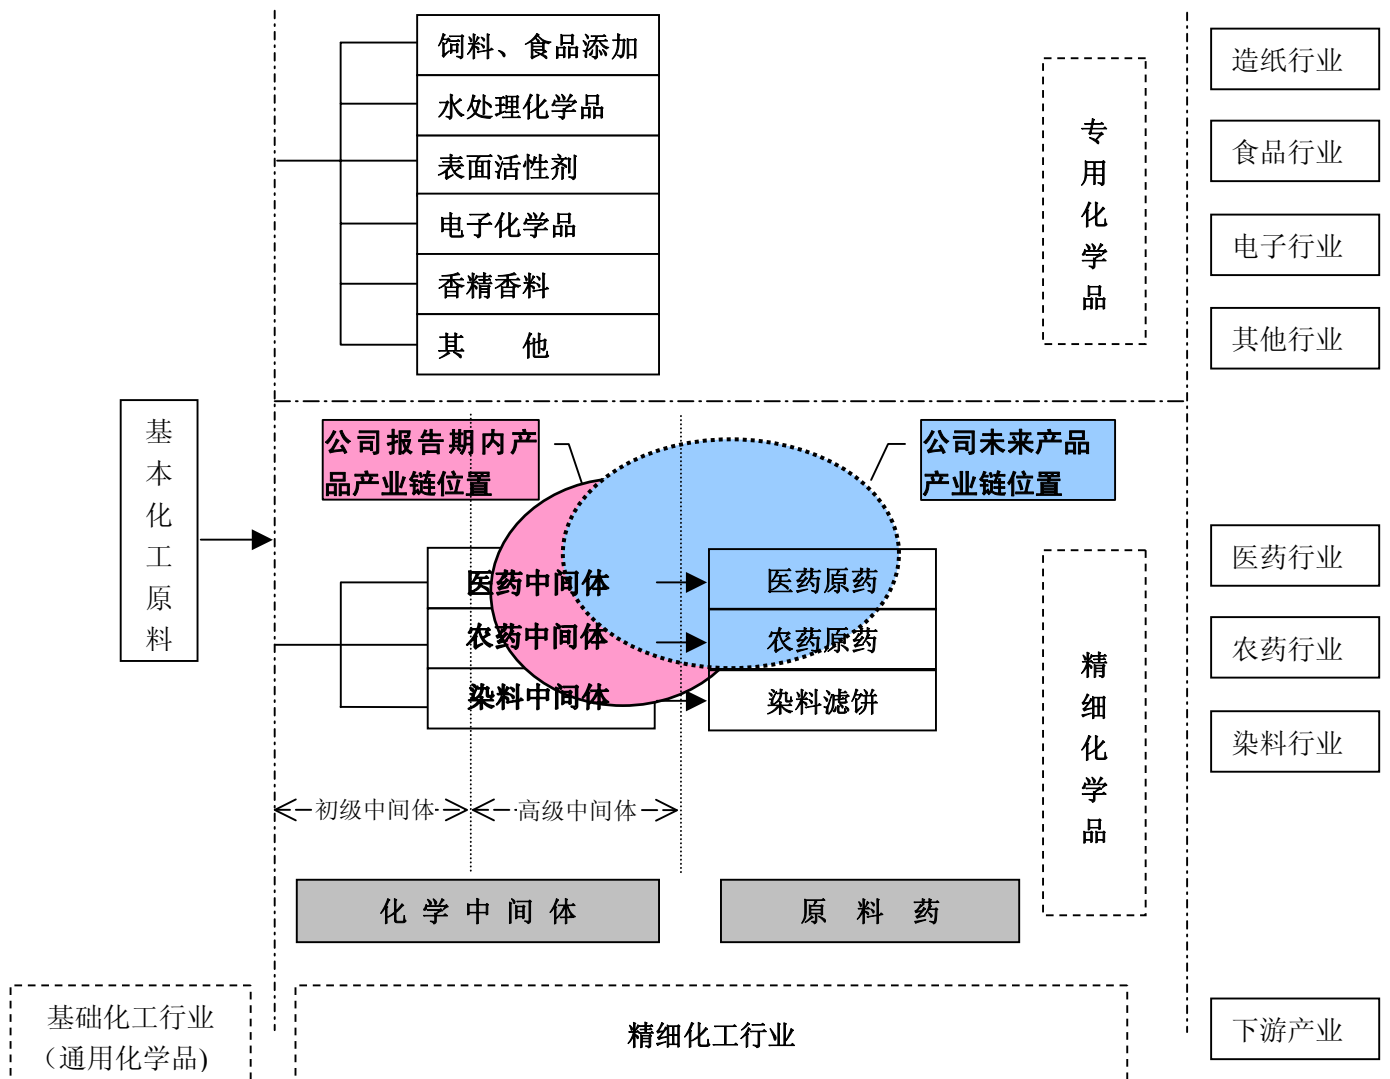 饲料、食品添加
水处理化学品
表面活性剂
电子化学品
香精香料
其 他
专用化学品
造纸行业
食品行业
电子行业
其他行业
基本化工原料
公司报告期内产
品产业链位置
公司未来产品
产业链位置
医药中间体
农药中间体
染料中间体
医药原药
农药原药
染料滤饼
精细化学品
医药行业
农药行业
染料行业
初级中间体
高级中间体
化学中间体
原料药
基础化工行业
（通用化学品)
精细化工行业
下游产业